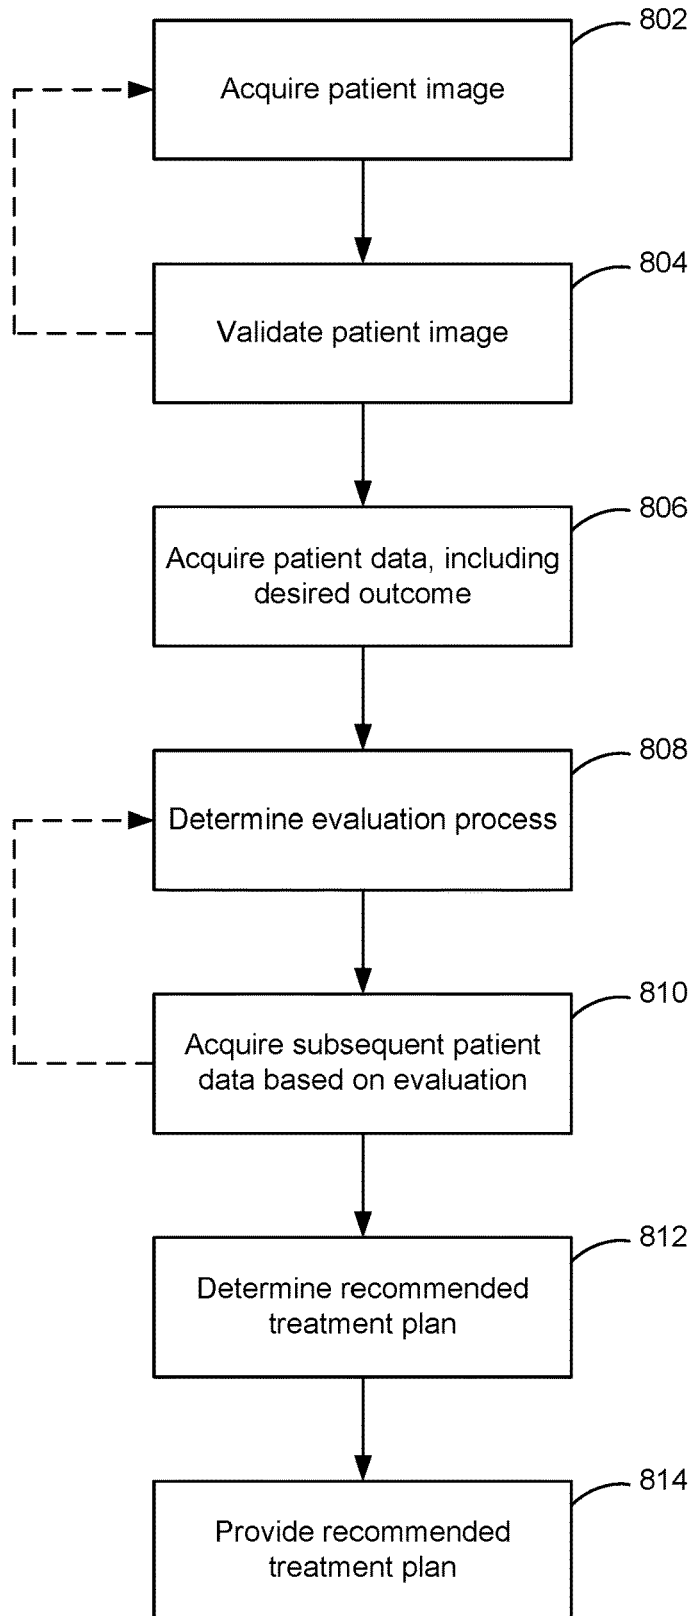 802
Acquire patient image
804
Validate patient image
806
Acquire patient data, including
desired outcome
808
Determine evaluation process
810
Acquire subsequent patient
data based on evaluation
812
Determine recommended
treatment plan
814
Provide recommended
treatment plan